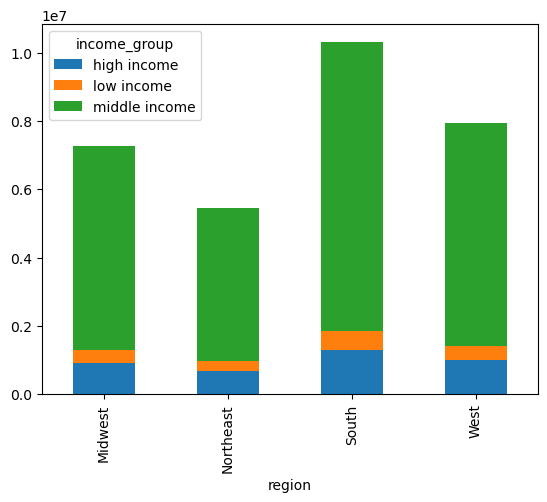 1e7
income_group
high income
low income
middle income
1.0
0.8
0.6
0.4
0.2
0.0
Midwest
Northeast
South
West
region